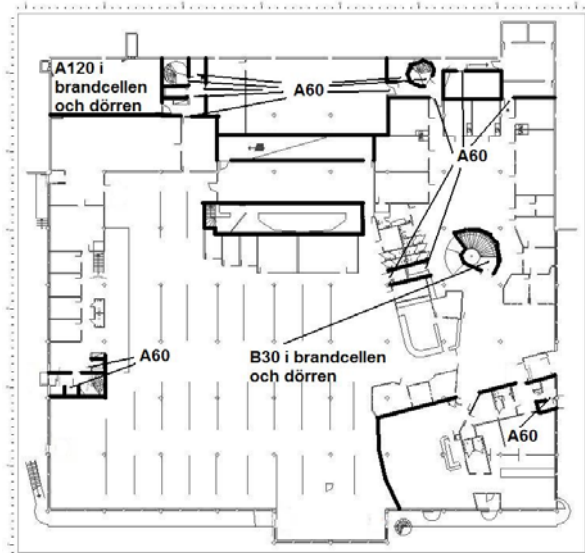 A120 i
brandcellen
och dörren
A60
A60
A60
B30 i brandcellen
och dörren
A60